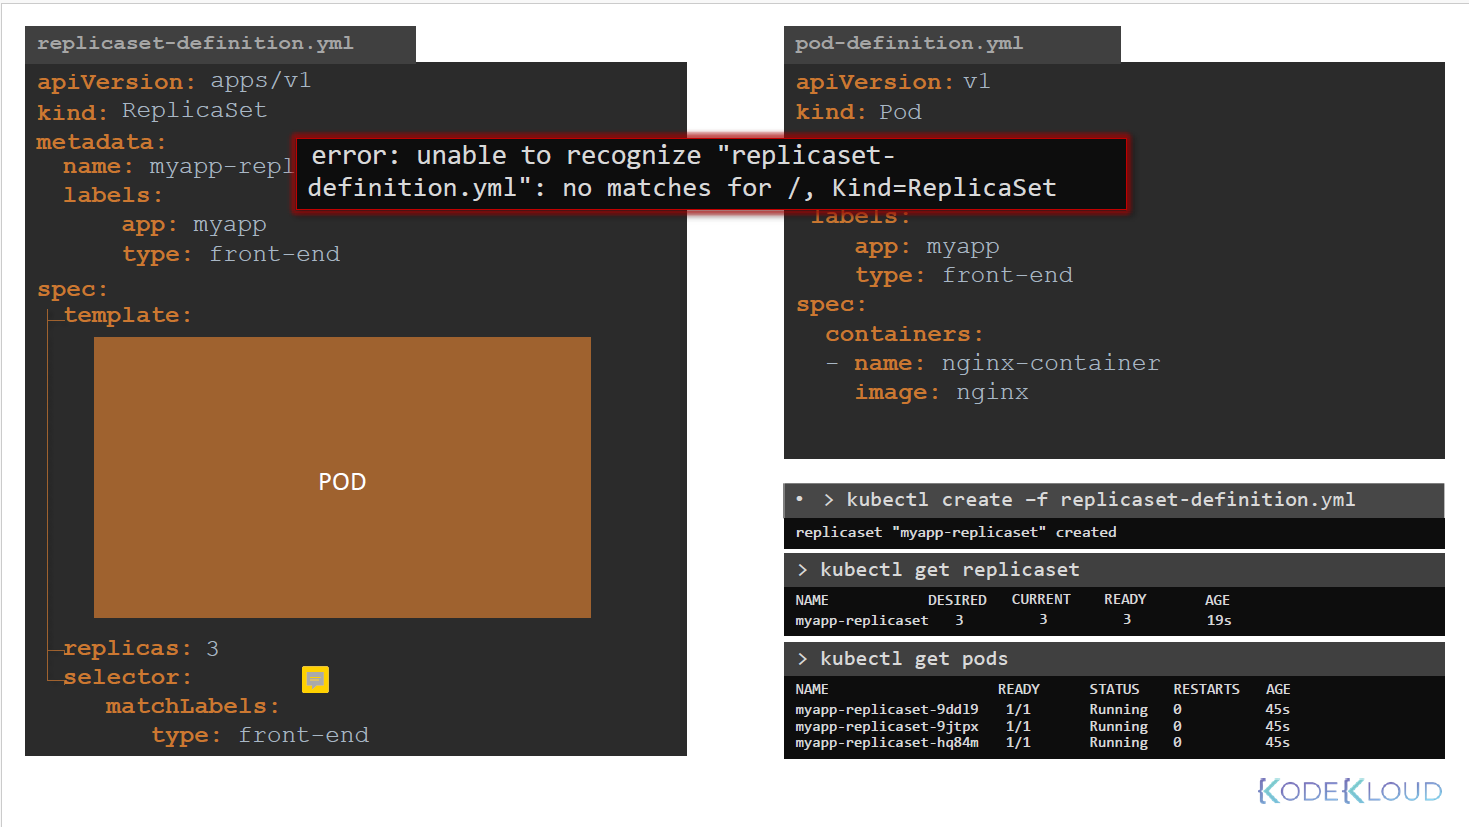 replicaset-definition.yml
apiVersion: apps/v1
kind: ReplicaSet
metadata:
name: myapp-repl
labels:
app: myapp
type: front-end
spec:
template:
POD
replicas: 3
selector:
matchLabels:
type: front-end
error: unable to recognize "replicaset-
definition.yml": no matches for /, Kind=ReplicaSet
pod-definition.yml
apiVersion: v1
kind: Pod
labels:
app: myapp
type: front-end
spec:
containers:
- name: nginx-container
image: nginx
• > kubectl create –f replicaset-definition.yml
replicaset "myapp-replicaset" created
> kubectl get replicaset
NAME DESIRED CURRENT READY AGE
myapp-replicaset 3 3 3 19s
> kubectl get pods
NAME READY STATUS RESTARTS AGE
myapp-replicaset-9ddl9 1/1 Running 0 45s
myapp-replicaset-9jtpx 1/1 Running 0 45s
myapp-replicaset-hq84m 1/1 Running 0 45s
KODEKLOUD